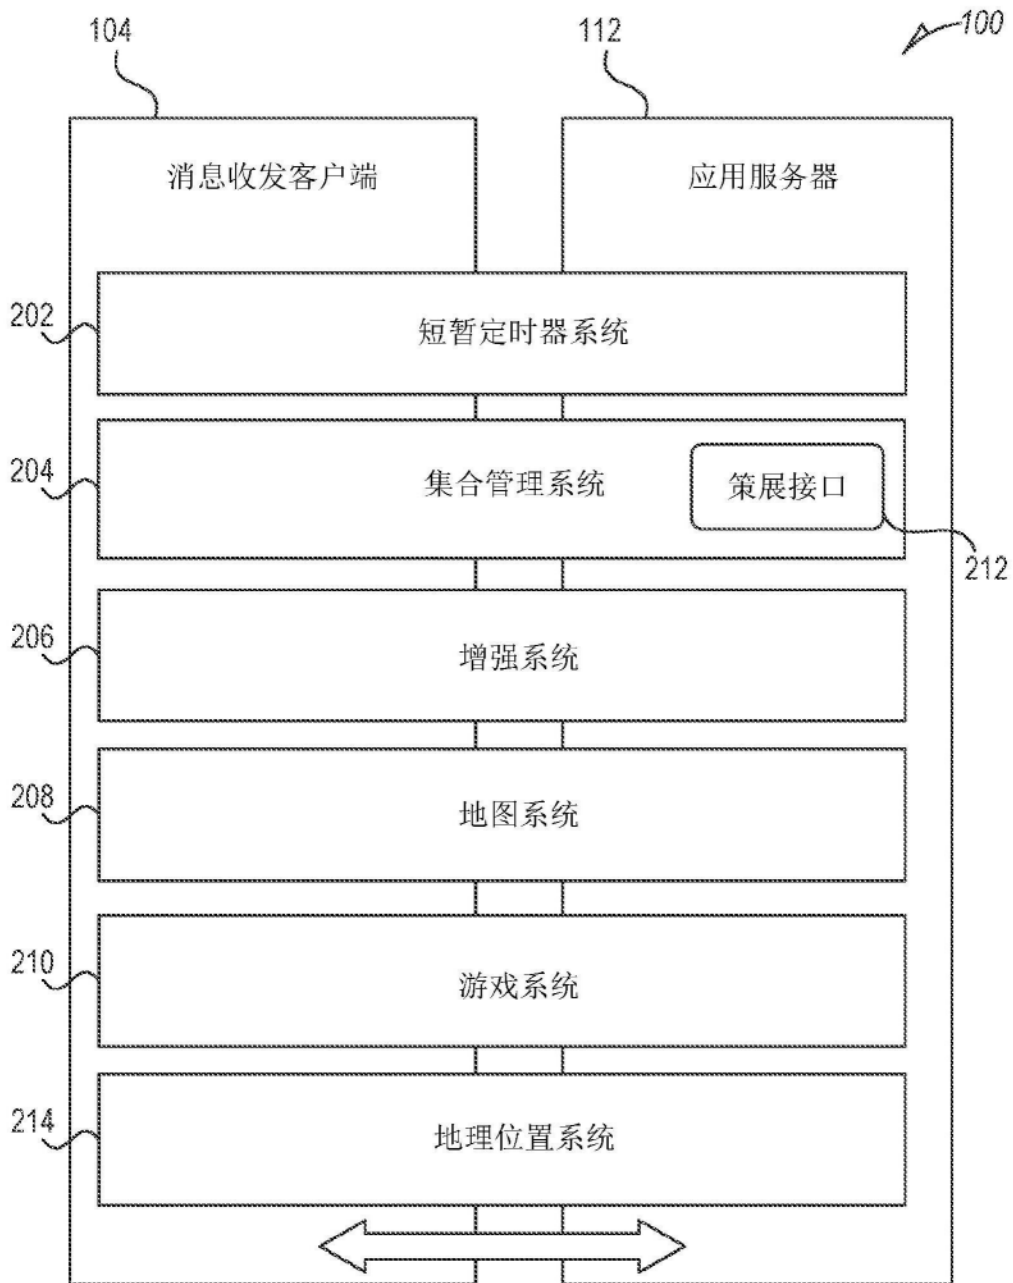 104
112
100
消息收发客户端
应用服务器
202
短暂定时器系统
204
集合管理系统
策展接口
212
206
增强系统
208
地图系统
210
游戏系统
214
地理位置系统